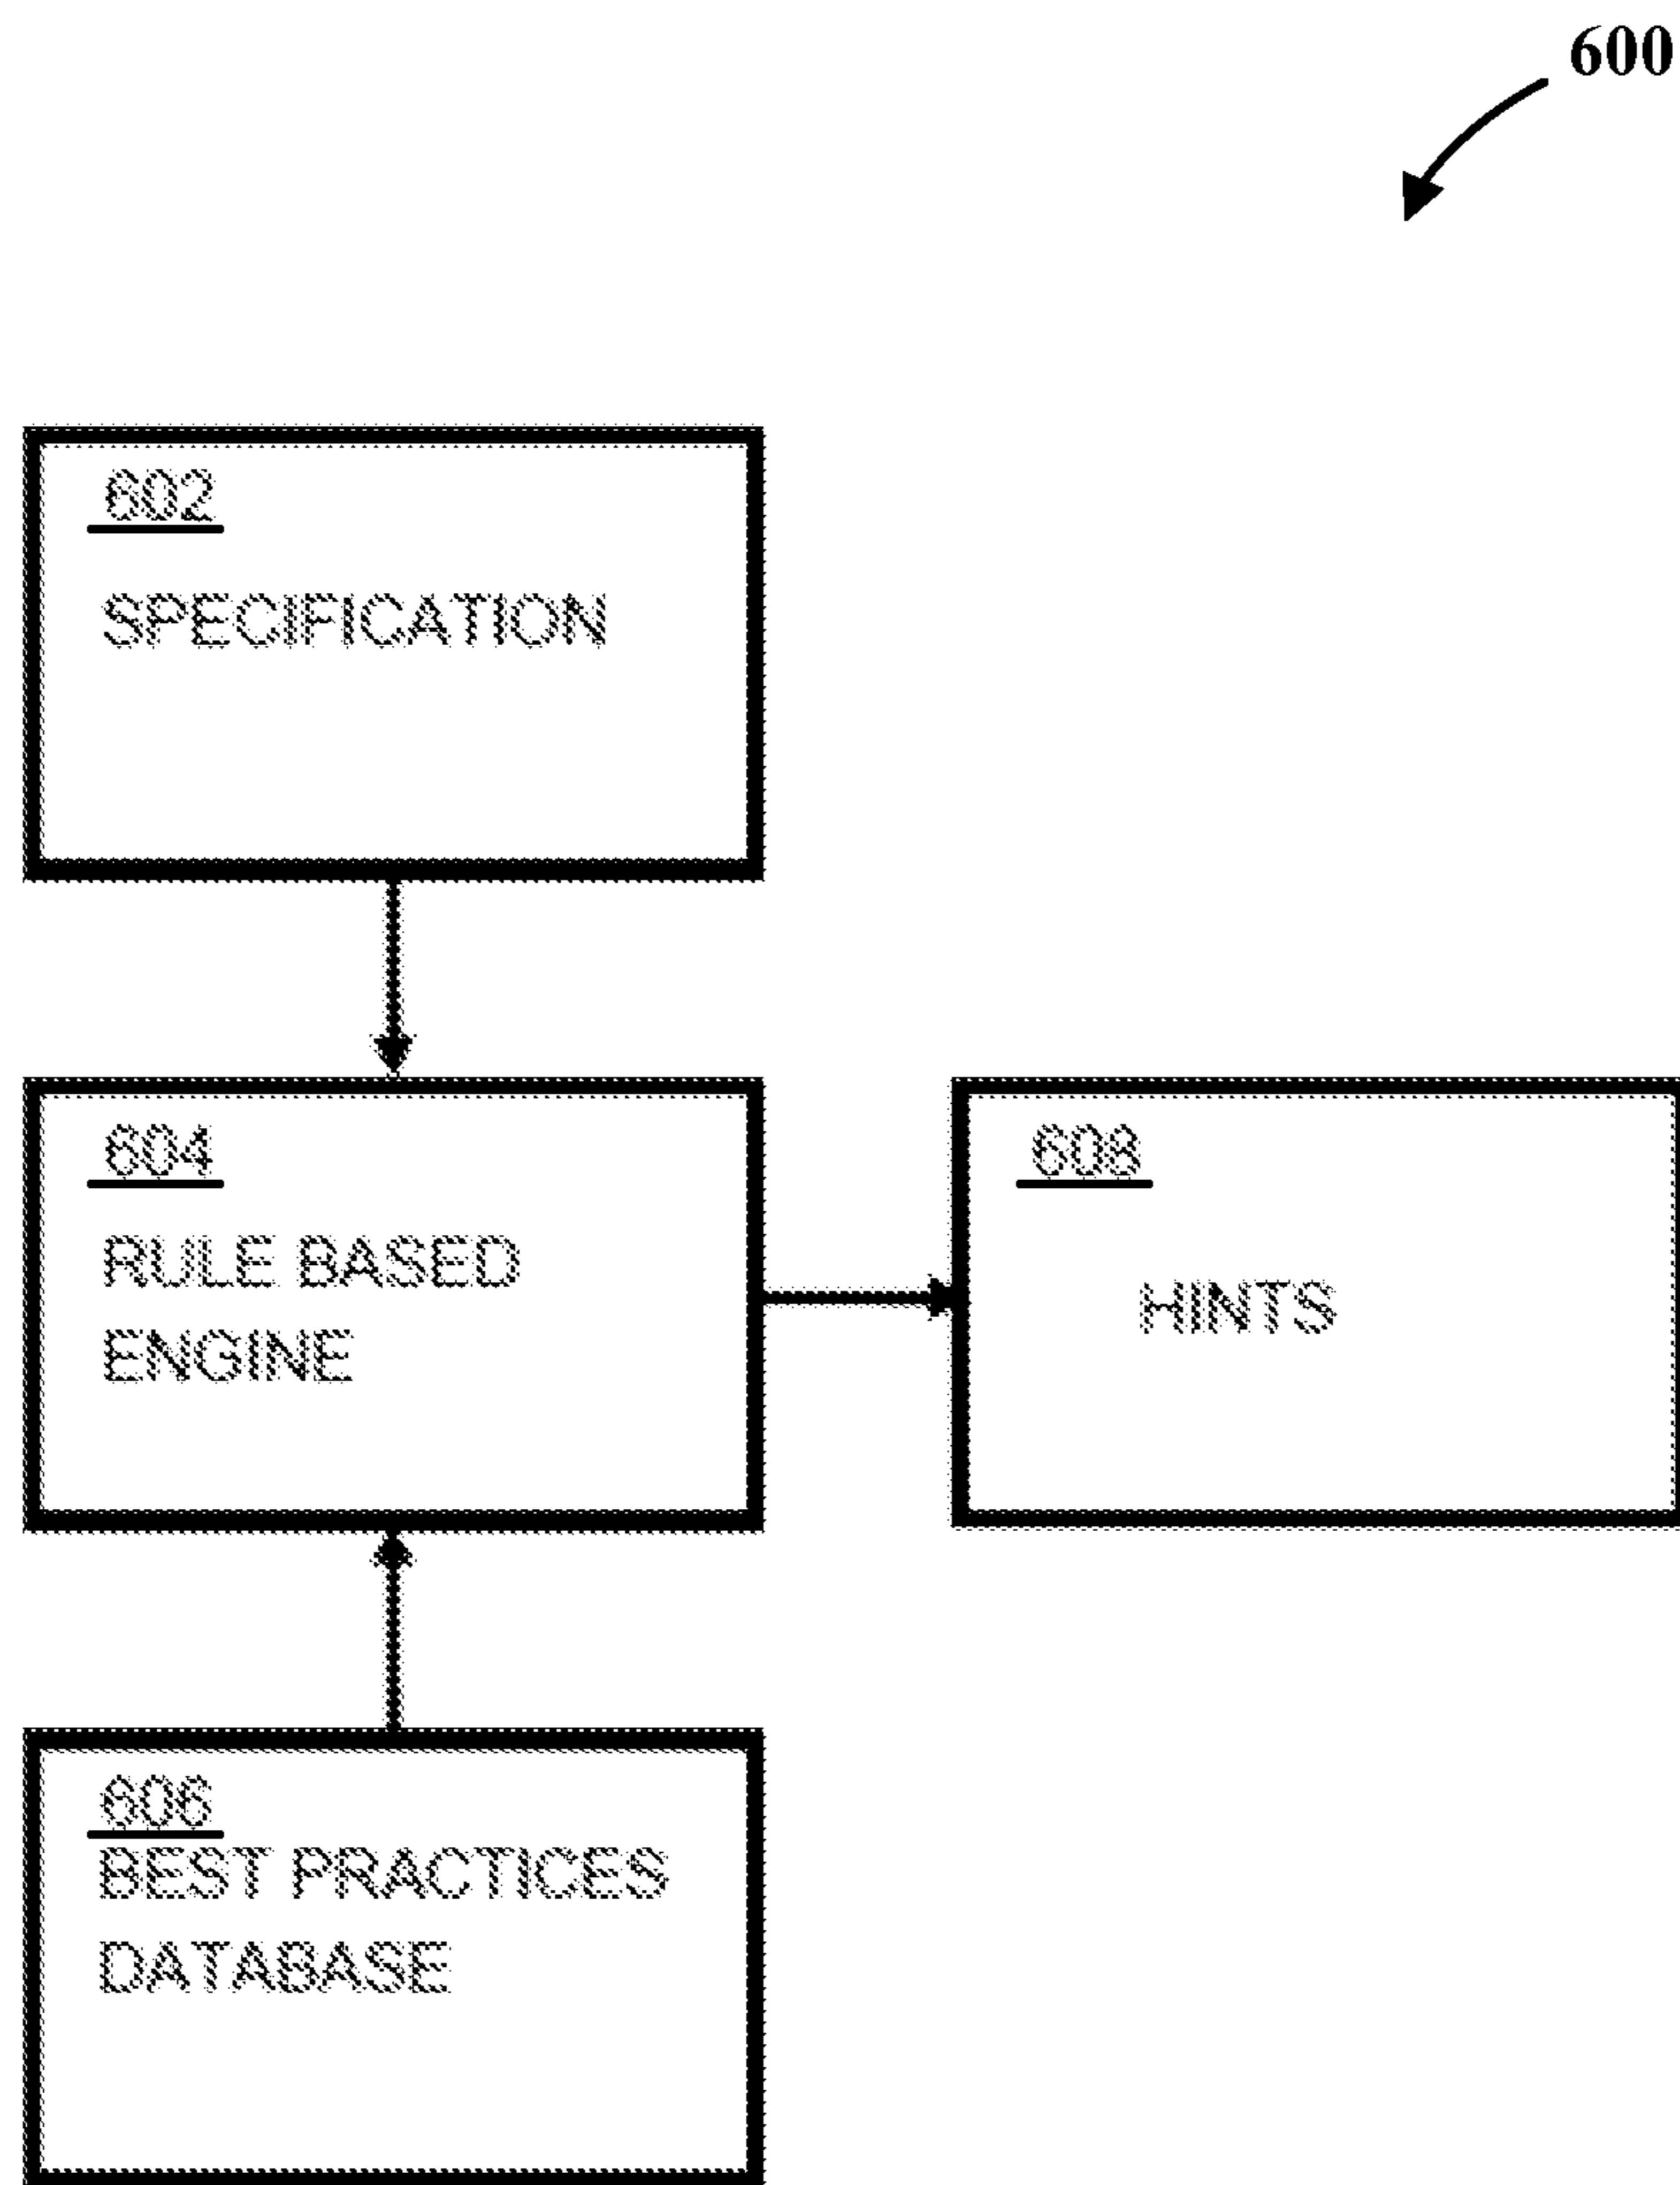 600
602
SPECIFICATION
604
RULE BASED
ENGINE
608
HINTS
606
BEST PRACTICES
DATABASE